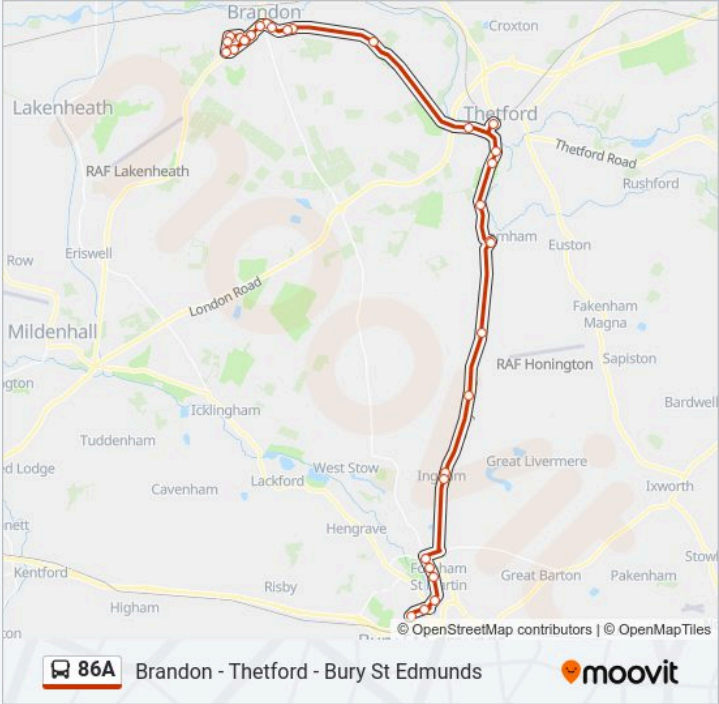 Brandon
Croxton
Lakenheath
Thetford
Thetford Road
RAF Lakenheath
Rushford
Eriswell
Row
Euston
London Road
Fakenham
Magna
Mildenhall
RAF Honington
Sapiston
Icklingham
Tuddenham
West Stow
Great Livermere
Lackford
Cavenham
Ixworth
Hengrave
Kentford
Risby
St Martin
Great Barton
Pakenham
Higham
© OpenStreetMap contributors | © OpenMapTiles
86A Brandon - Thetford - Bury St Edmunds
moovit